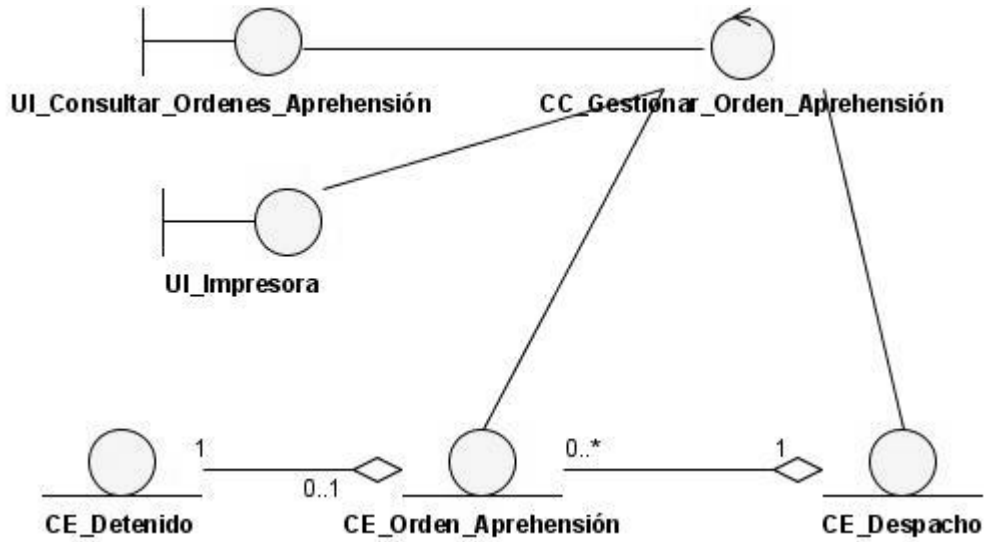 UI_Consultar_Ordenes_Aprehensión
CC_Gestionar_Orden_Aprehensión
UI_Impresora
1
0..1
0..*
1
CE_Detenido
CE_Orden_Aprehensión
CE_Despacho